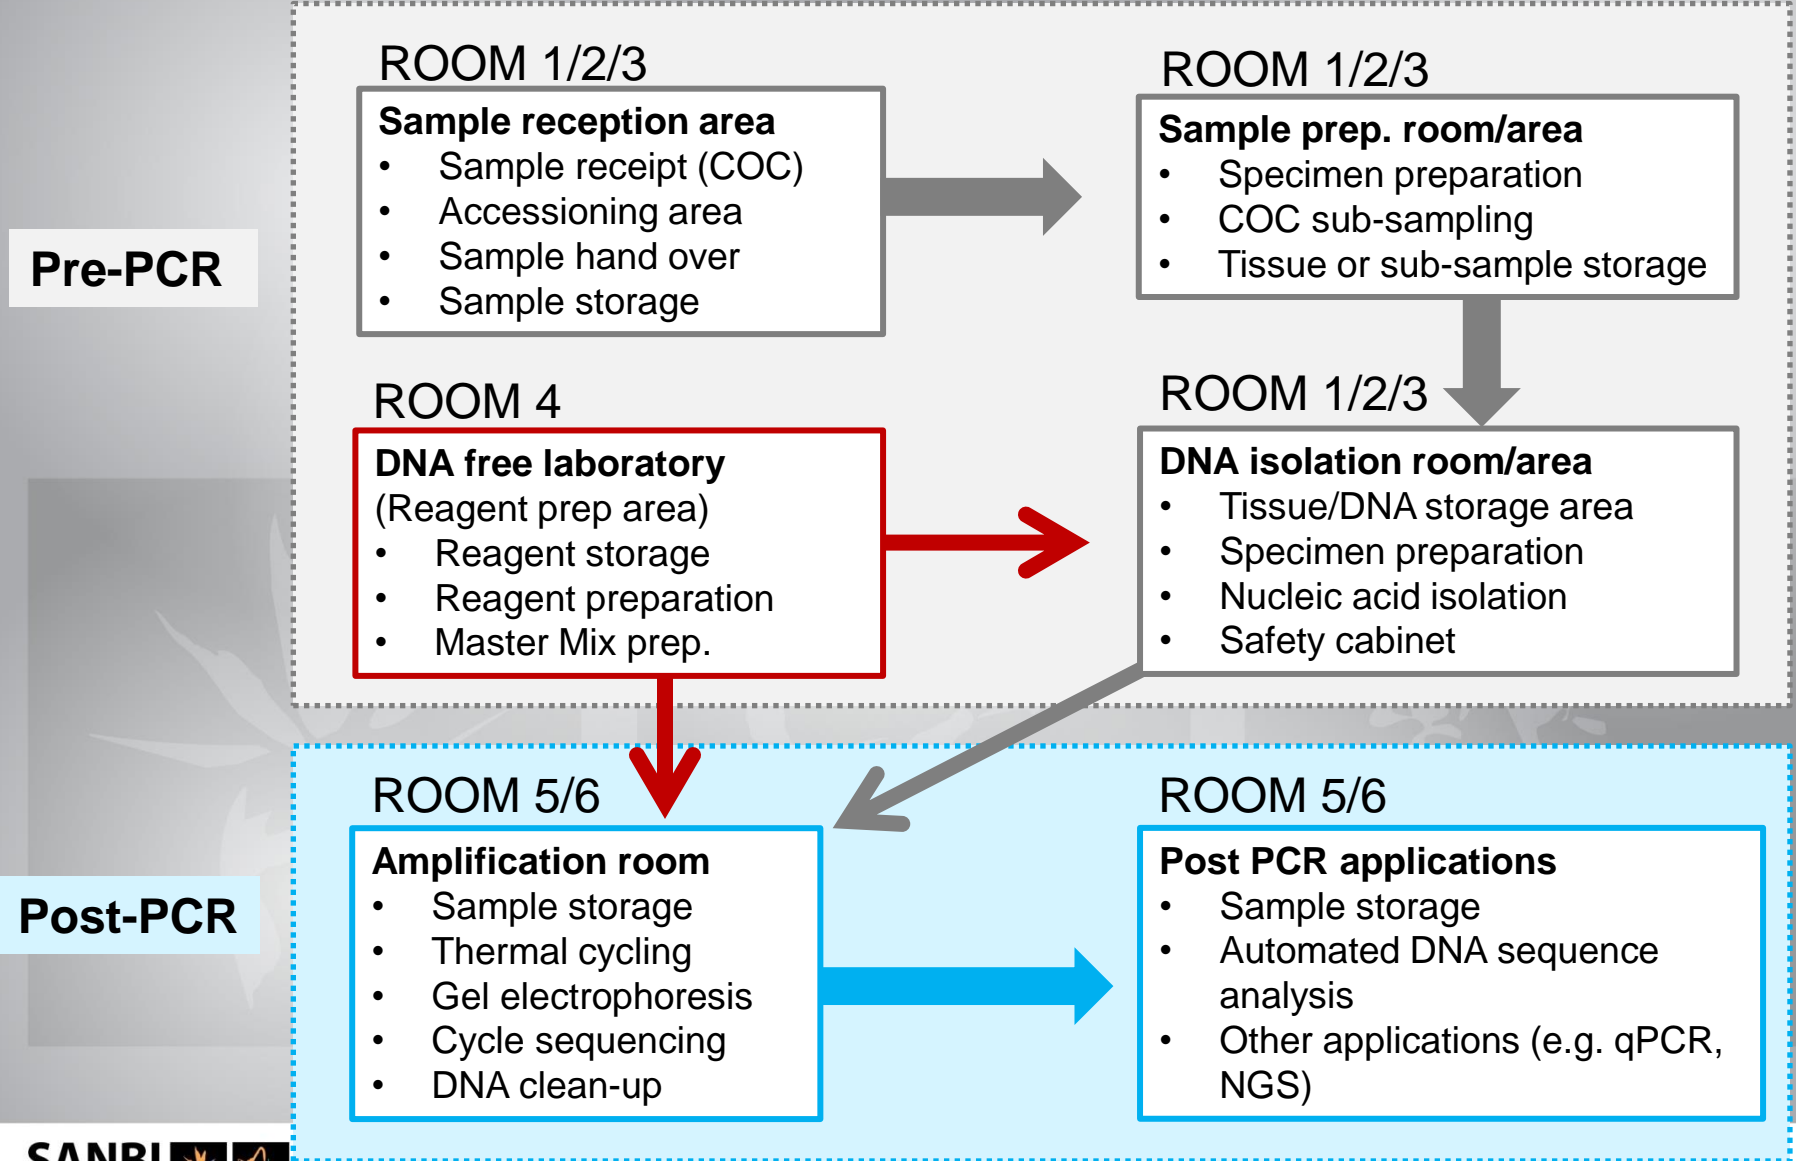 Pre-PCR
ROOM 1/2/3
Sample reception area
• Sample receipt (COC)
• Accessioning area
• Sample hand over
• Sample storage
ROOM 1/2/3
Sample prep. room/area
• Specimen preparation
• COC sub-sampling
• Tissue or sub-sample storage
ROOM 4
DNA free laboratory
(Reagent prep area)
• Reagent storage
• Reagent preparation
• Master Mix prep.
ROOM 1/2/3
DNA isolation room/area
• Tissue/DNA storage area
• Specimen preparation
• Nucleic acid isolation
• Safety cabinet
Post-PCR
ROOM 5/6
Amplification room
• Sample storage
• Thermal cycling
• Gel electrophoresis
• Cycle sequencing
• DNA clean-up
ROOM 5/6
Post PCR applications
• Sample storage
• Automated DNA sequence
analysis
• Other applications (e.g. qPCR,
NGS)
SANBI